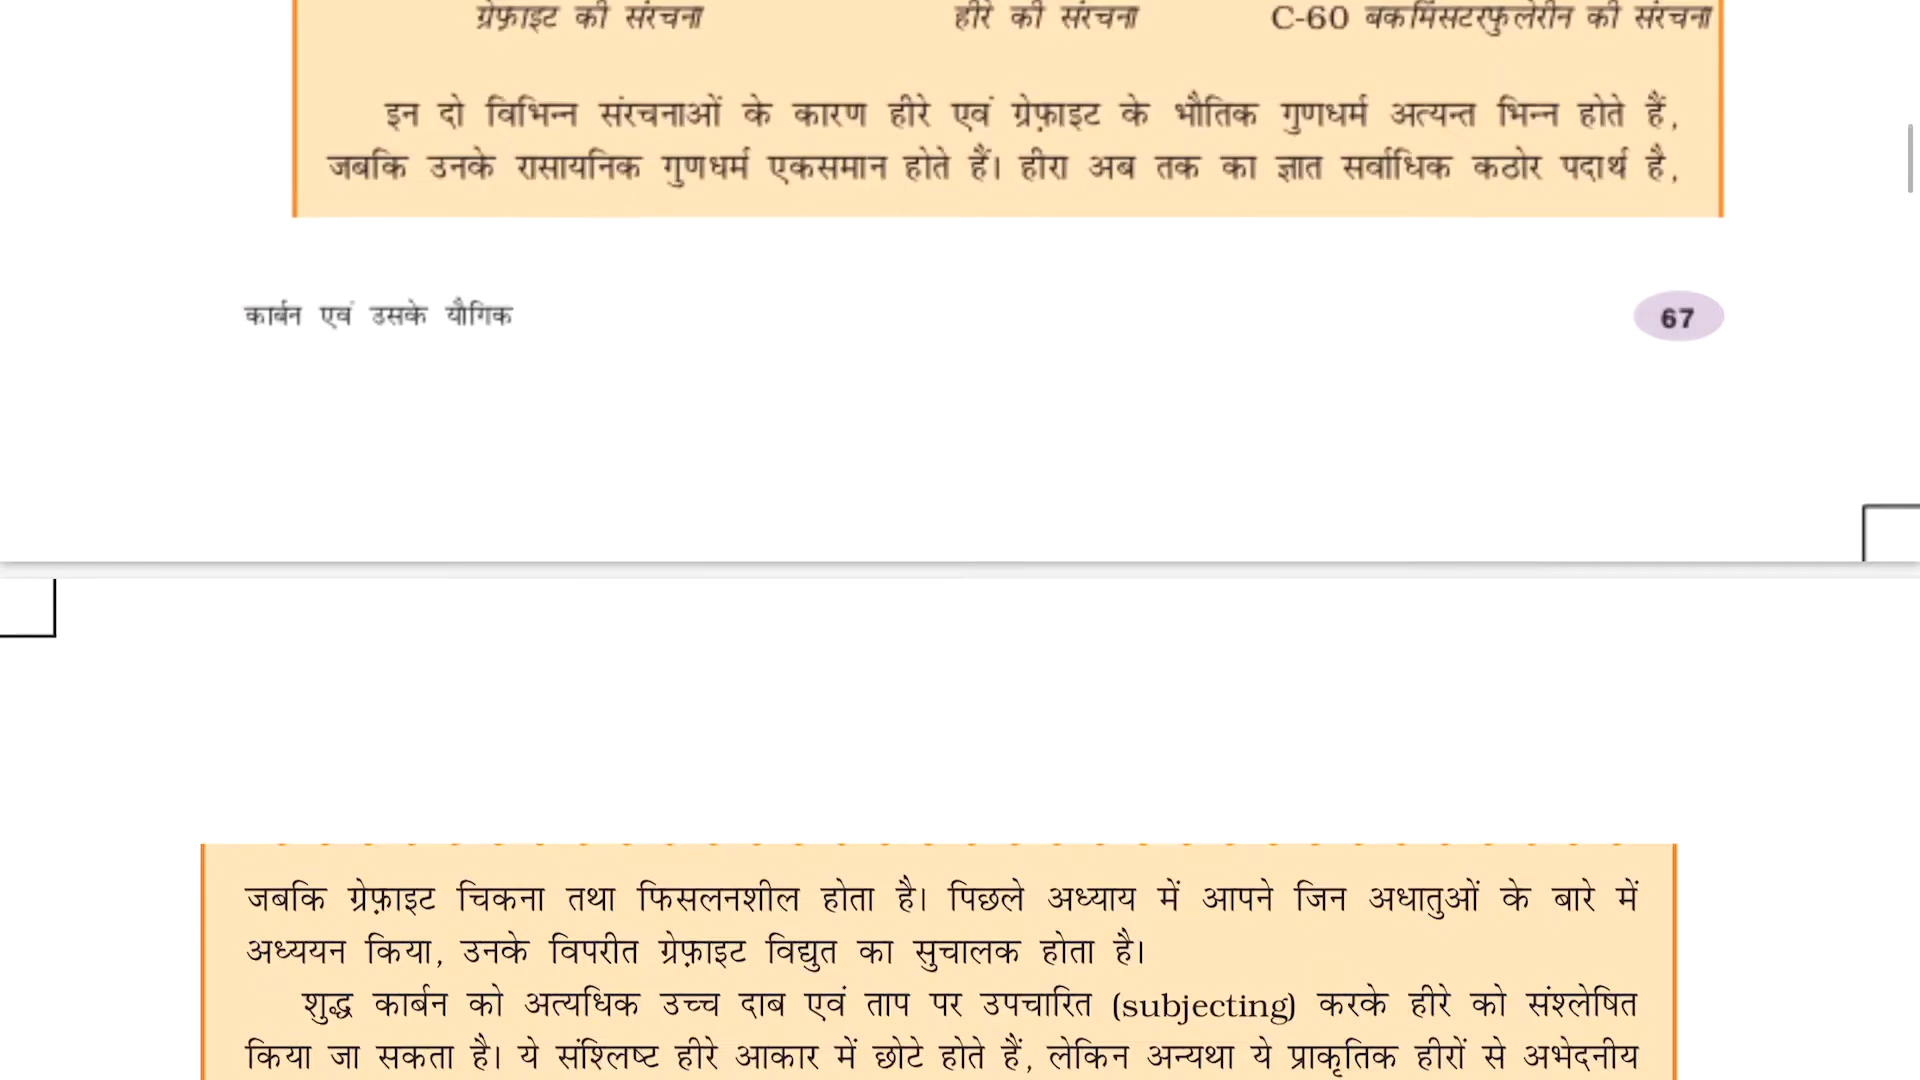 ग्रेफ़ाइट की संरचना हीरे की संरचना C-60 बकमिंसटरफुलेरीन की संरचना
इन दो विभिन्न संरचनाओं के कारण हीरे एवं ग्रेफ़ाइट के भौतिक गुणधर्म अत्यन्त भिन्न होते हैं,
जबकि उनके रासायनिक गुणधर्म एकसमान होते हैं। हीरा अब तक का ज्ञात सर्वाधिक कठोर पदार्थ है,
कार्बन एवं उसके यौगिक 67
जबकि ग्रेफ़ाइट चिकना तथा फिसलनशील होता है। पिछले अध्याय में आपने जिन अधातुओं के बारे में
अध्ययन किया, उनके विपरीत ग्रेफ़ाइट विद्युत का सुचालक होता है।
शुद्ध कार्बन को अत्यधिक उच्च दाब एवं ताप पर उपचारित (subjecting) करके हीरे को संश्लेषित
किया जा सकता है। ये संश्लिष्ट हीरे आकार में छोटे होते हैं, लेकिन अन्यथा ये प्राकृतिक हीरों से अभेदनीय